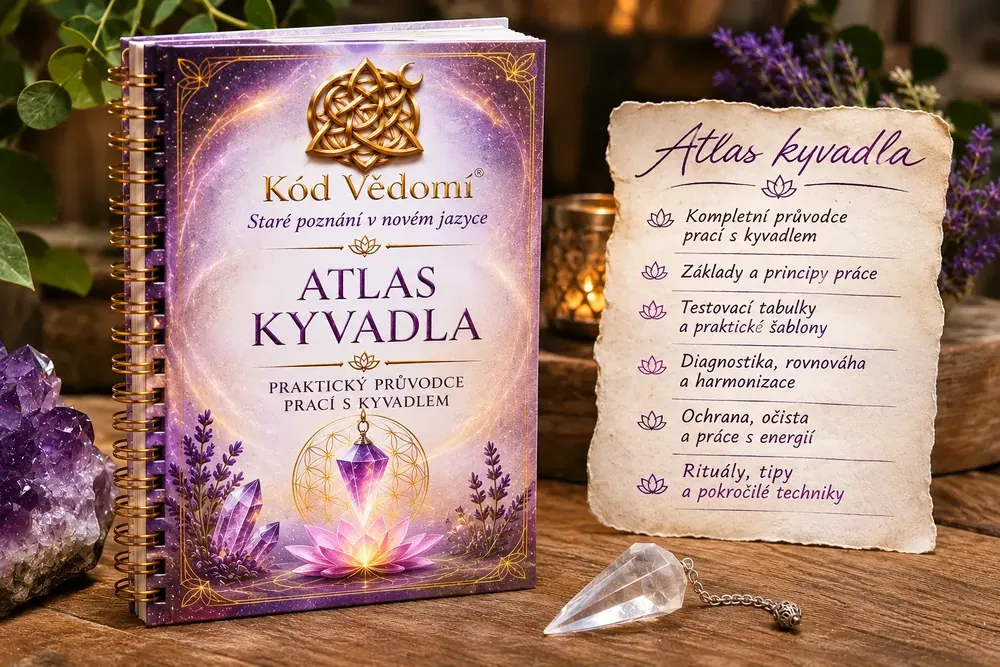 Kód Vědomí®
Staré poznání v novém jazyce
ATLAS
KYVADLA
PRAKTICKÝ PRŮVODCE
PRACÍ S KYVADLEM
Atlas kyvadla
Kompletní průvodce
prací s kyvadlem
Základy a principy práce
Testovací tabulky
a praktické šablony
Diagnostika, rovnováha
a harmonizace
Ochrana, očista
a práce s energií
Rituály, tipy
a pokročilé techniky